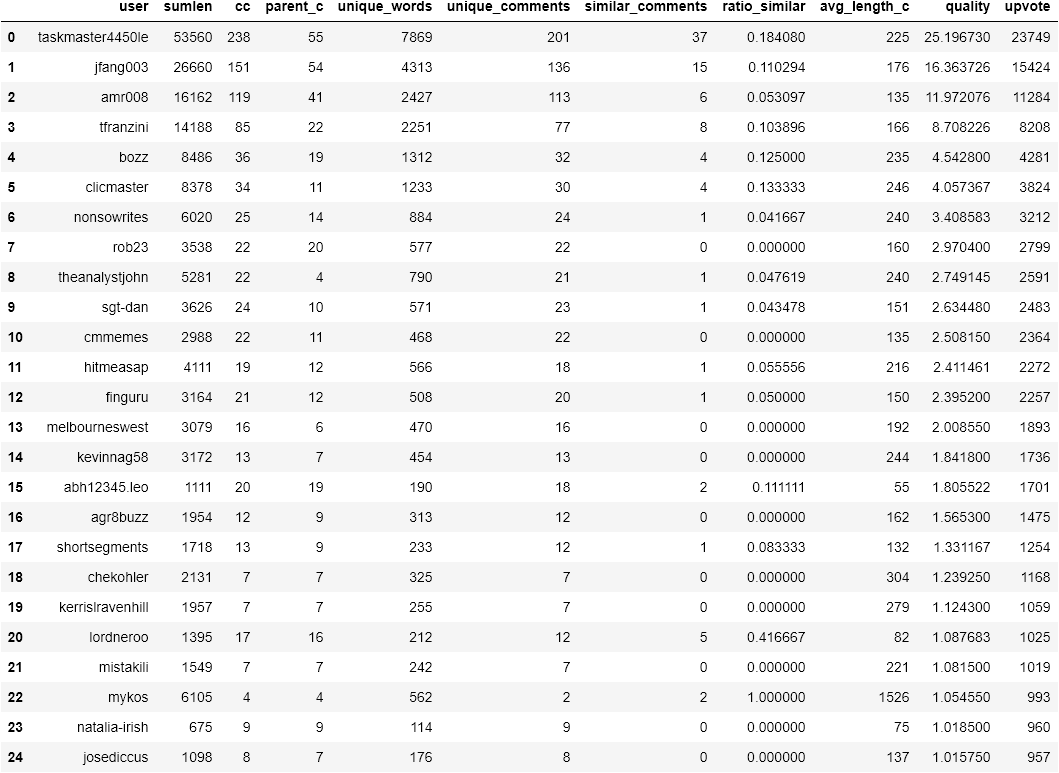 user sumlen cc parent_c unique_words unique_comments similar_comments ratio_similar avg_length_c quality upvote
0 taskmaster4450le 53560 238 55 7869 201 37 0.184080 225 25.196730 23749
1 jfang003 26660 151 54 4313 136 15 0.110294 176 16.363726 15424
2 amr008 16162 119 41 2427 113 6 0.053097 135 11.972076 11284
3 tfranzini 14188 85 22 2251 77 8 0.103896 166 8.708226 8208
4 bozz 8486 36 19 1312 32 4 0.125000 235 4.542800 4281
5 clicmaster 8378 34 11 1233 30 4 0.133333 246 4.057367 3824
6 nonsowrites 6020 25 14 884 24 1 0.041667 240 3.408583 3212
7 rob23 3538 22 20 577 22 0 0.000000 160 2.970400 2799
8 theanalystjohn 5281 22 4 790 21 1 0.047619 240 2.749145 2591
9 sgt-dan 3626 24 10 571 23 1 0.043478 151 2.634480 2483
10 cmmemes 2988 22 11 468 22 0 0.000000 135 2.508150 2364
11 hitmeasap 4111 19 12 566 18 1 0.055556 216 2.411461 2272
12 finguru 3164 21 12 508 20 1 0.050000 150 2.395200 2257
13 melbourneswest 3079 16 6 470 16 0 0.000000 192 2.008550 1893
14 kevinnag58 3172 13 7 454 13 0 0.000000 244 1.841800 1736
15 abh12345.leo 1111 20 19 190 18 2 0.111111 55 1.805522 1701
16 agr8buzz 1954 12 9 313 12 0 0.000000 162 1.565300 1475
17 shortsegments 1718 13 9 233 12 1 0.083333 132 1.331167 1254
18 chekohler 2131 7 7 325 7 0 0.000000 304 1.239250 1168
19 kerrislravenhill 1957 7 7 255 7 0 0.000000 279 1.124300 1059
20 lordneroo 1395 17 16 212 12 5 0.416667 82 1.087683 1025
21 mistakili 1549 7 7 242 7 0 0.000000 221 1.081500 1019
22 mykos 6105 4 4 562 2 2 1.000000 1526 1.054550 993
23 natalia-irish 675 9 9 114 9 0 0.000000 75 1.018500 960
24 josediccus 1098 8 7 176 8 0 0.000000 137 1.015750 957